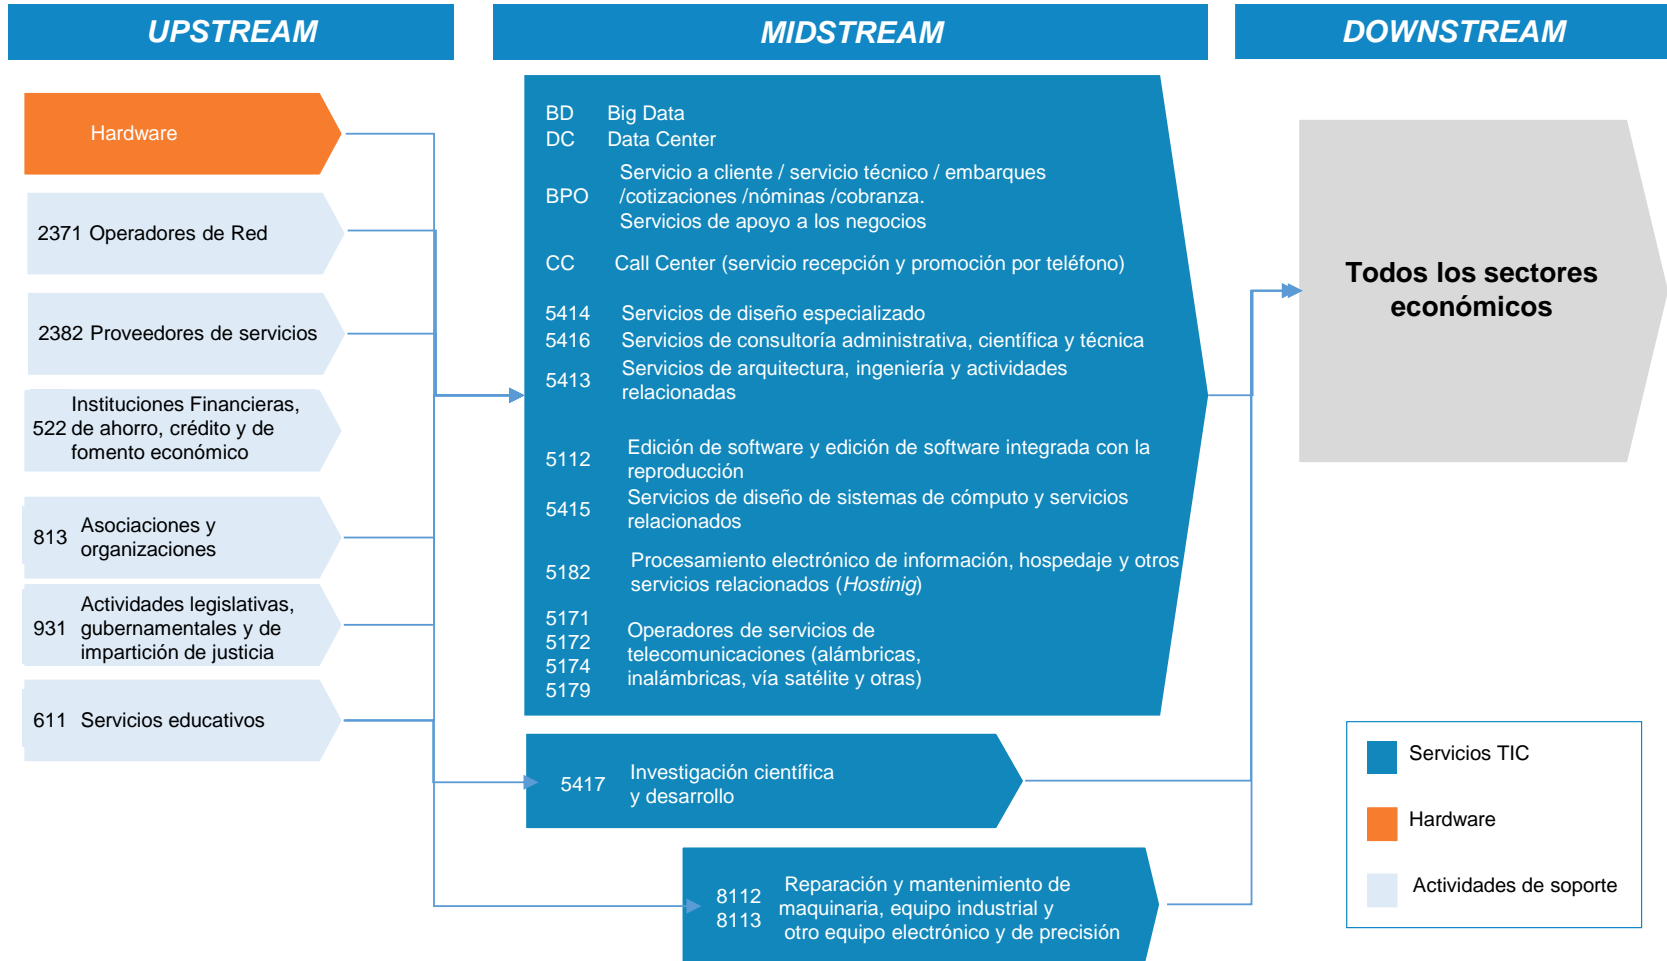 UPSTREAM
MIDSTREAM
DOWNSTREAM
Hardware
2371 Operadores de Red
2382 Proveedores de servicios
522 Instituciones Financieras,
de ahorro, crédito y de
fomento económico
813 Asociaciones y
organizaciones
931 Actividades legislativas,
gubernamentales y de
impartición de justicia
611 Servicios educativos
BD Big Data
DC Data Center
BPO Servicio a cliente / servicio técnico / embarques
/cotizaciones /nóminas /cobranza.
Servicios de apoyo a los negocios
CC Call Center (servicio recepción y promoción por teléfono)
5414 Servicios de diseño especializado
5416 Servicios de consultoría administrativa, científica y técnica
5413 Servicios de arquitectura, ingeniería y actividades
relacionadas
5112 Edición de software y edición de software integrada con la
reproducción
5415 Servicios de diseño de sistemas de cómputo y servicios
relacionados
5182 Procesamiento electrónico de información, hospedaje y otros
servicios relacionados (Hostinig)
5171
5172
5174
5179
Operadores de servicios de
telecomunicaciones (alámbricas,
inalámbricas, vía satélite y otras)
5417 Investigación científica
y desarrollo
8112
8113
Reparación y mantenimiento de
maquinaria, equipo industrial y
otro equipo electrónico y de precisión
Todos los sectores
económicos
Servicios TIC
Hardware
Actividades de soporte